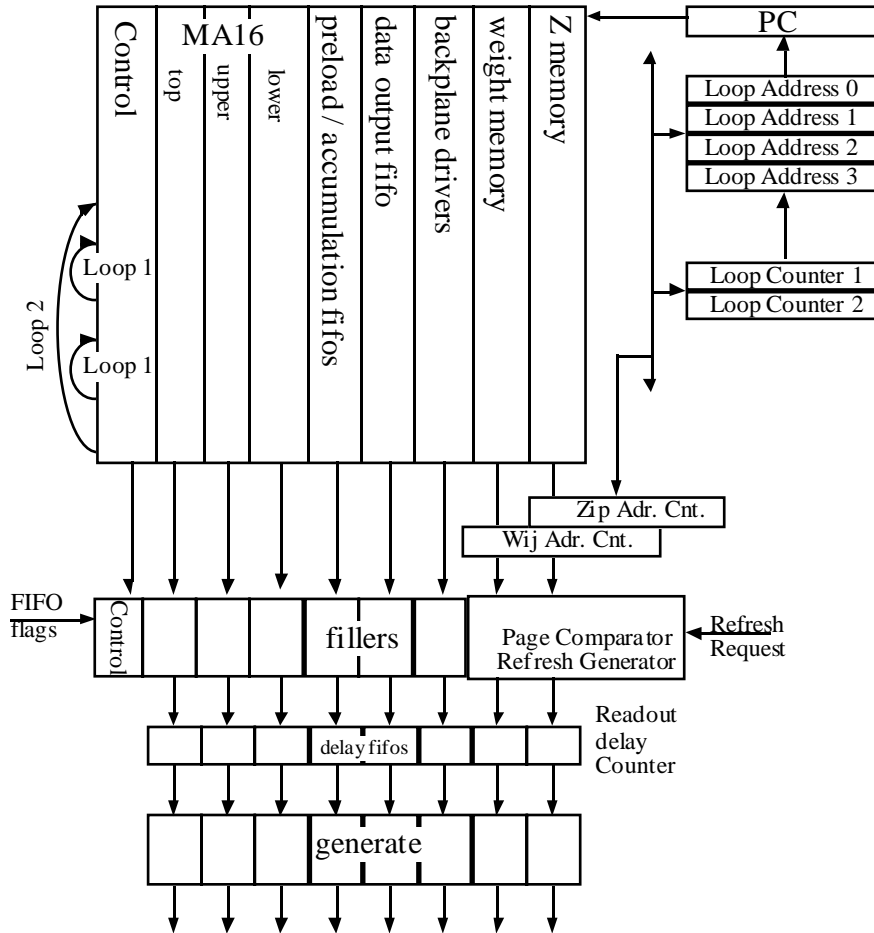 Control
MA16
top
upper
lower
preload / accumulation fifos
data output fifo
backplane drivers
weight memory
Z memory
PC
Loop Address 0
Loop Address 1
Loop Address 2
Loop Address 3
Loop Counter 1
Loop Counter 2
Loop 1
Loop 2
Loop 1
Zip Adr. Cnt.
Wij Adr. Cnt.
FIFO
flags
Control
fillers
Page Comparator
Refresh Generator
Refresh
Request
delay fifos
Readout
delay
Counter
generate